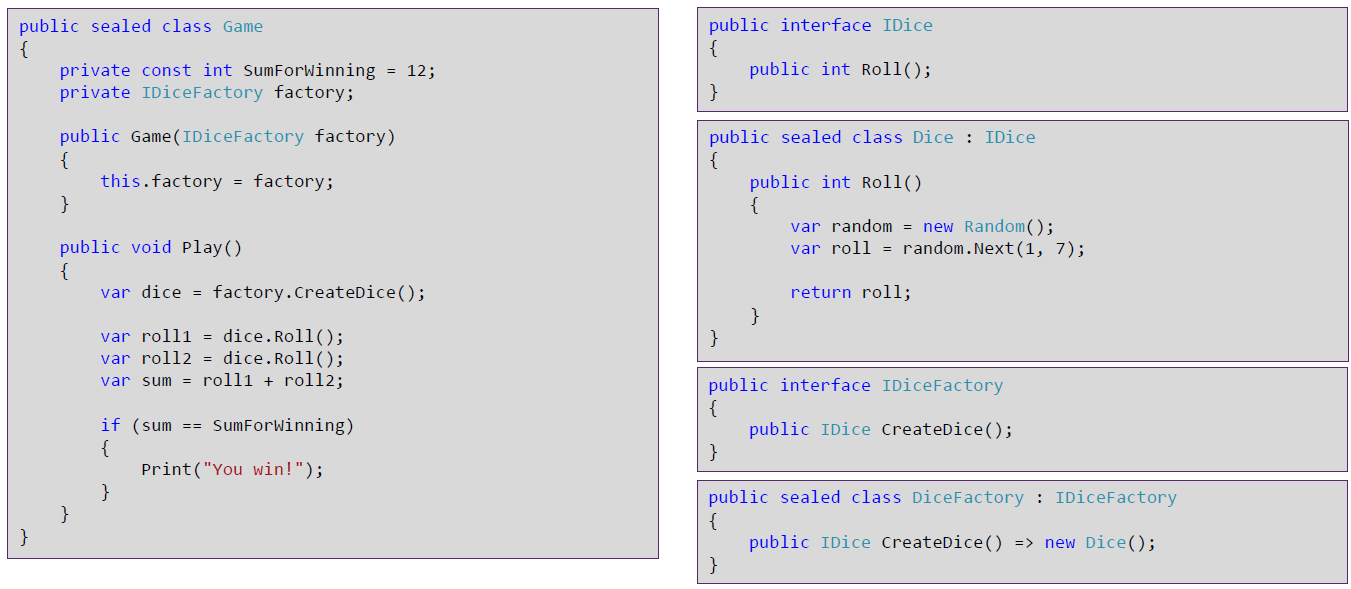 public sealed class Game
{
    private const int SumForWinning = 12;
    private IDiceFactory factory;

    public Game(IDiceFactory factory)
    {
        this.factory = factory;
    }

    public void Play()
    {
        var dice = factory.CreateDice();

        var roll1 = dice.Roll();
        var roll2 = dice.Roll();
        var sum = roll1 + roll2;

        if (sum == SumForWinning)
        {
            Print("You win!");
        }
    }
}
public interface IDice
{
    public int Roll();
}
public sealed class Dice : IDice
{
    public int Roll()
    {
        var random = new Random();
        var roll = random.Next(1, 7);

        return roll;
    }
}
public interface IDiceFactory
{
    public IDice CreateDice();
}
public sealed class DiceFactory : IDiceFactory
{
    public IDice CreateDice() => new Dice();
}